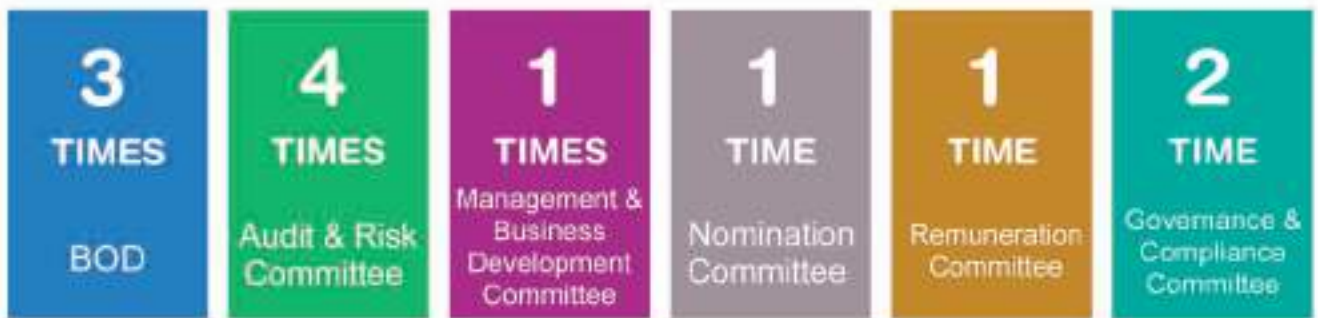 3
TIMES
BOD
4
TIMES
Audit & Risk
Committee
1
TIMES
Management &
Business
Development
Committee
1
TIME
Nomination
Committee
1
TIME
Remuneration
Committee
2
TIME
Governance &
Compliance
Committee